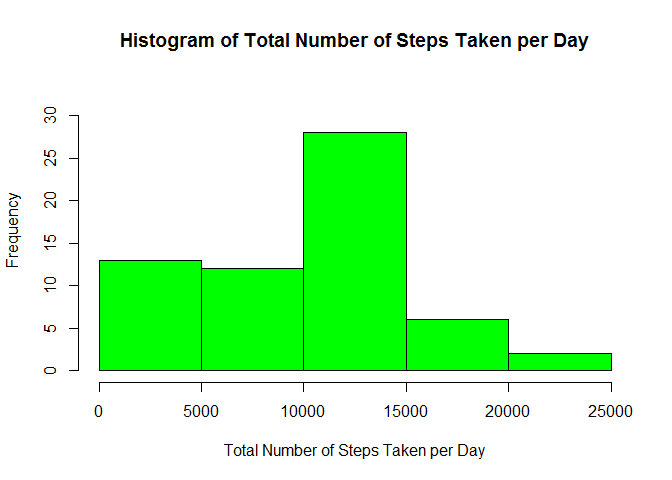 Histogram of Total Number of Steps Taken per Day
Frequency
30
25
20
15
10
5
0
0 5000 10000 15000 20000 25000
Total Number of Steps Taken per Day